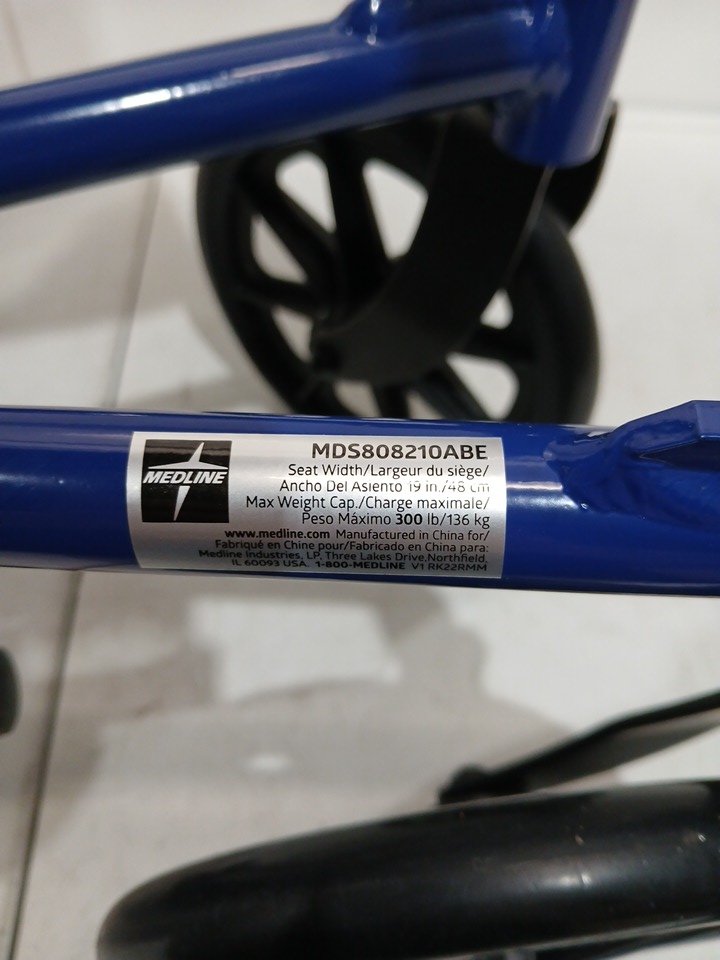 MEDLINE
MDS808210ABE
Seat Width/Largeur du siège/
Ancho Del Asiento 19 in./48 cm
Max Weight Cap./Charge maximale/
Peso Máximo 300 lb/136 kg
www.medline.com Manufactured in China for/
Fabriqué en Chine pour/Fabricado en China para:
Medline Industries, LP, Three Lakes Drive, Northfield,
IL 60093 USA. 1-800-MEDLINE V1 RK22RMM